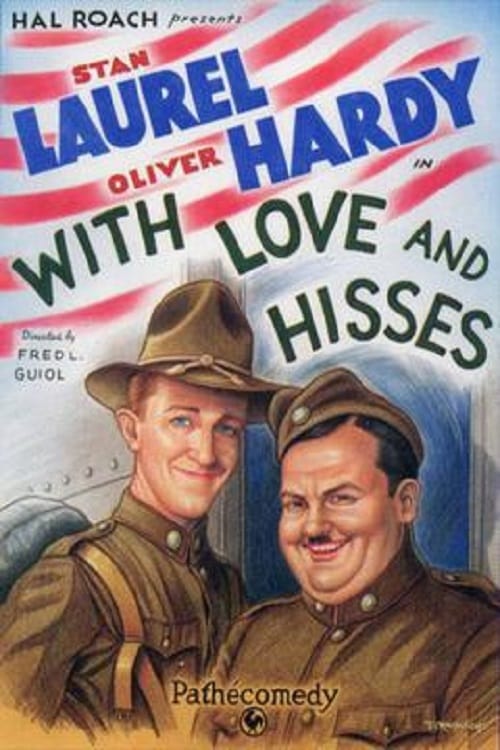 HAL ROACH presents
STAN
LAUREL
OLIVER HARDY
IN
WITH LOVE AND
HISSES
Directed by
FRED L.
GUIOL
Pathécomedy